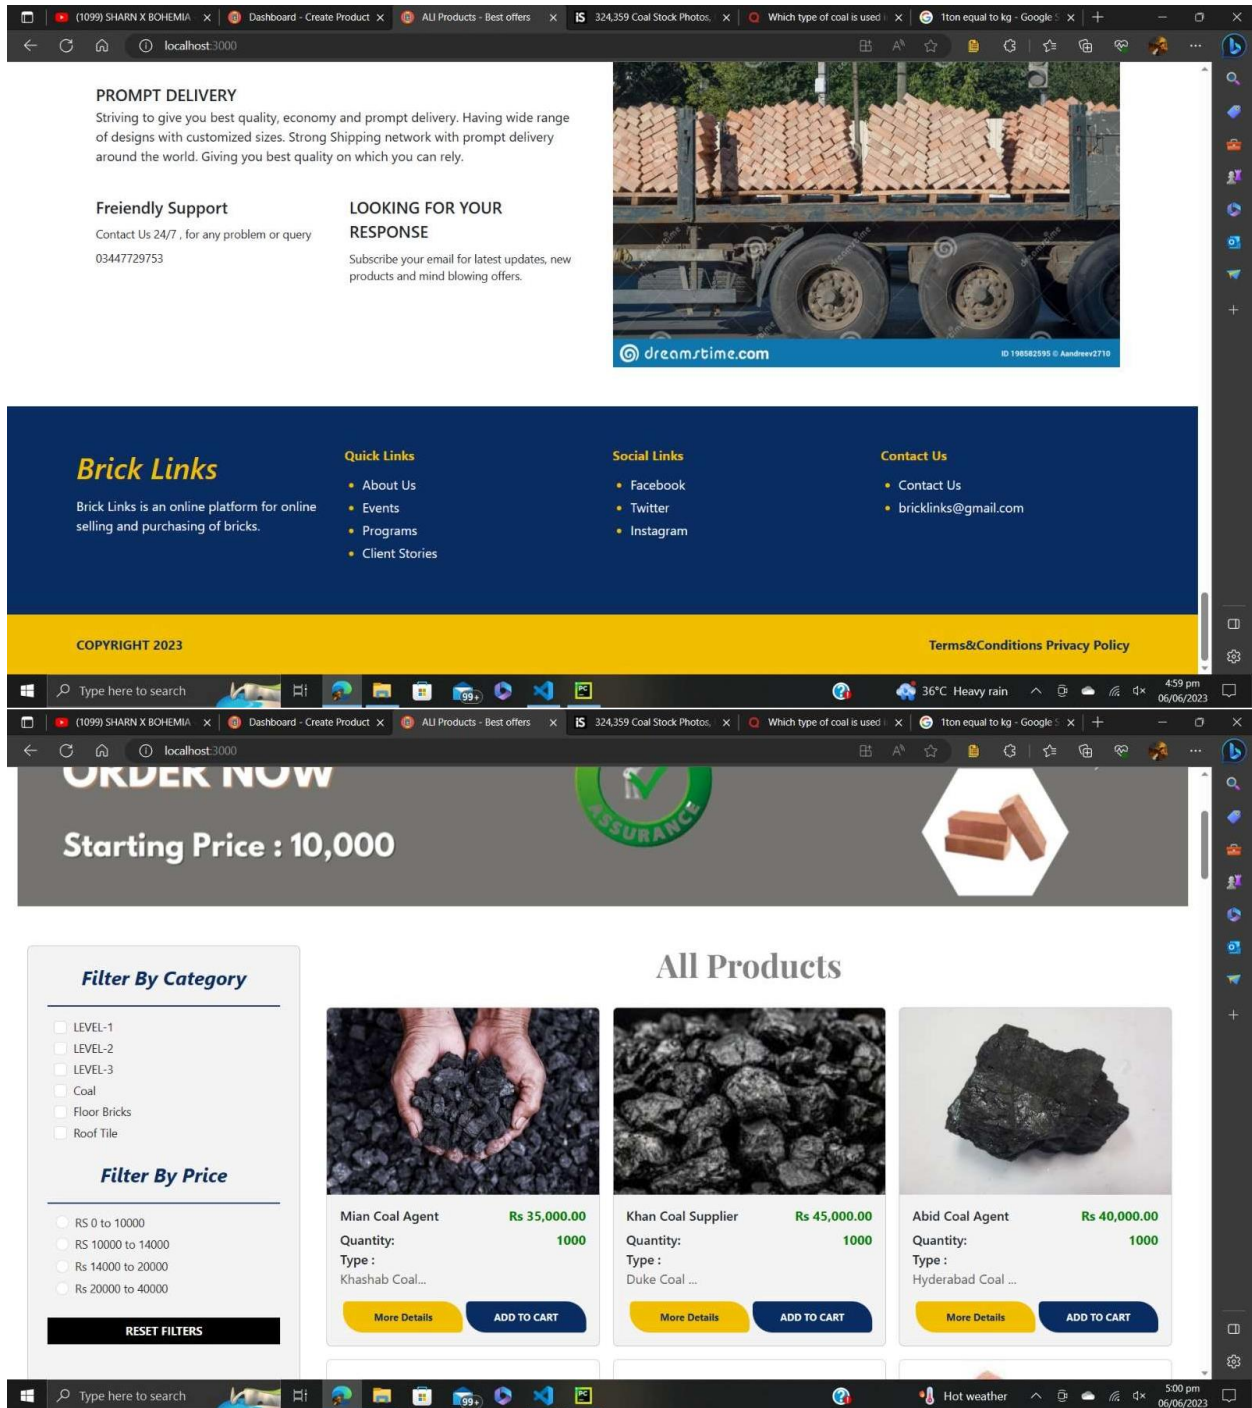 (1099) SHARN X BOHEMIA
Dashboard - Create Product
ALI Products - Best offers
iS 324,359 Coal Stock Photos,
Which type of coal is used i
1ton equal to kg - Google S
localhost:3000
PROMPT DELIVERY
Striving to give you best quality, economy and prompt delivery. Having wide range
of designs with customized sizes. Strong Shipping network with prompt delivery
around the world. Giving you best quality on which you can rely.
Freiendly Support
Contact Us 24/7 , for any problem or query
03447729753
LOOKING FOR YOUR
RESPONSE
Subscribe your email for latest updates, new
products and mind blowing offers.
dreamstime.com
ID 198582595 © Aandreev2710
Brick Links
Brick Links is an online platform for online
selling and purchasing of bricks.
Quick Links
About Us
Events
Programs
Client Stories
Social Links
Facebook
Twitter
Instagram
Contact Us
Contact Us
bricklinks@gmail.com
COPYRIGHT 2023
Terms&Conditions Privacy Policy
Type here to search
99+
36°C Heavy rain
4:59 pm
06/06/2023
(1099) SHARN X BOHEMIA
Dashboard - Create Product
ALI Products - Best offers
iS 324,359 Coal Stock Photos,
Which type of coal is used i
1ton equal to kg - Google S
localhost:3000
ORDER NOW
Starting Price : 10,000
ASSURANCE
Filter By Category
LEVEL-1
LEVEL-2
LEVEL-3
Coal
Floor Bricks
Roof Tile
Filter By Price
RS 0 to 10000
RS 10000 to 14000
Rs 14000 to 20000
Rs 20000 to 40000
RESET FILTERS
All Products
Mian Coal Agent Rs 35,000.00
Quantity: 1000
Type :
Khashab Coal...
More Details ADD TO CART
Khan Coal Supplier Rs 45,000.00
Quantity: 1000
Type :
Duke Coal ...
More Details ADD TO CART
Abid Coal Agent Rs 40,000.00
Quantity: 1000
Type :
Hyderabad Coal ...
More Details ADD TO CART
Type here to search
99+
Hot weather
5:00 pm
06/06/2023